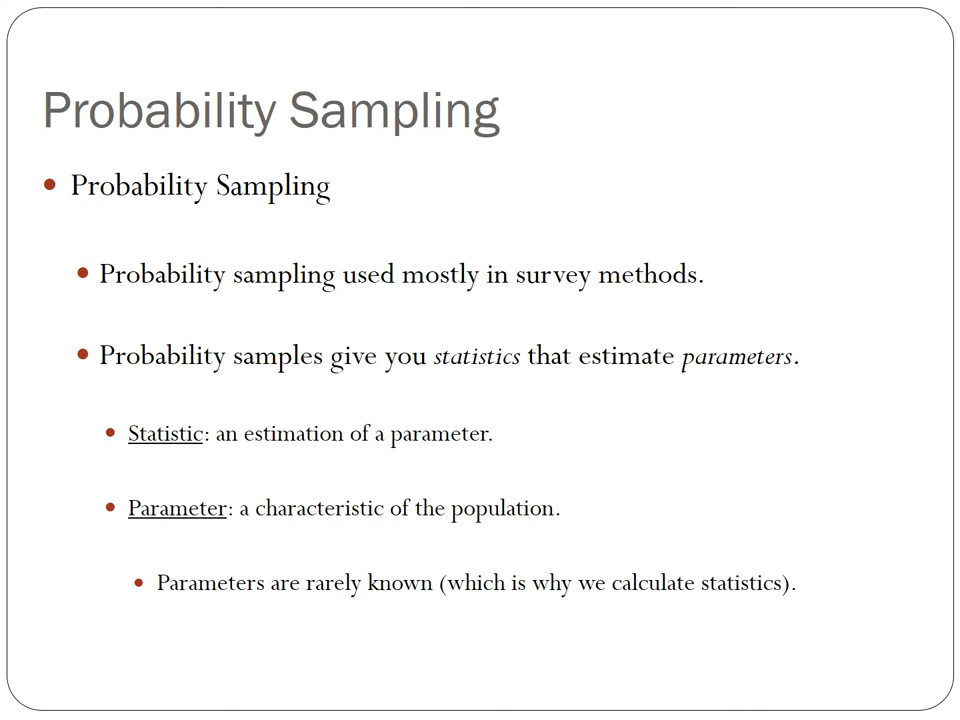 Probability Sampling
Probability Sampling
Probability sampling used mostly in survey methods.
Probability samples give you statistics that estimate parameters.
Statistic: an estimation of a parameter.
Parameter: a characteristic of the population.
Parameters are rarely known (which is why we calculate statistics).